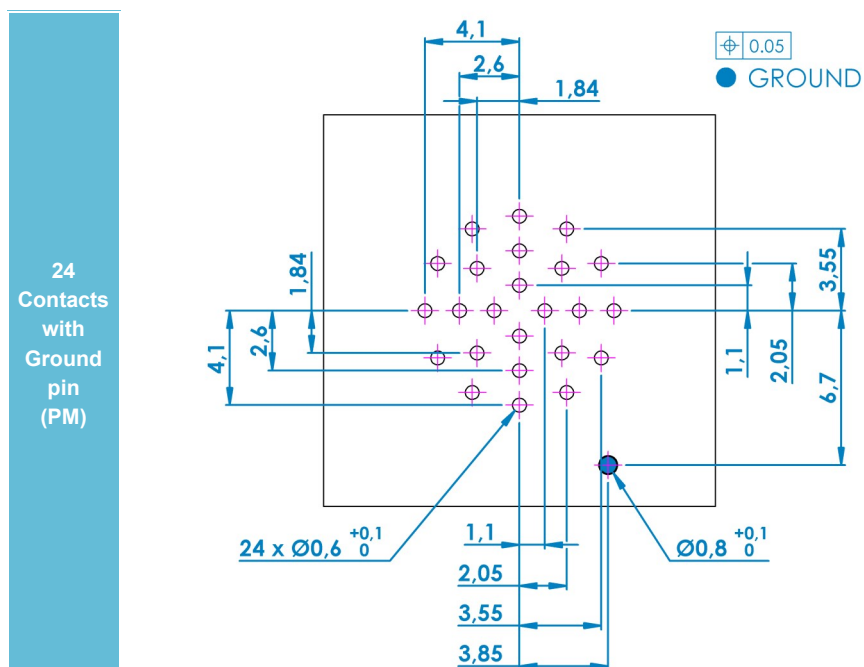 24
Contacts
with
Ground
pin
(PM)
4,1
2,6
1,84
0.05
GROUND
1,84
2,6
4,1
3,55
2,05
1,1
6,7
24 x Ø0,6 +0,1 0
Ø0,8 +0,1 0
1,1
2,05
3,55
3,85